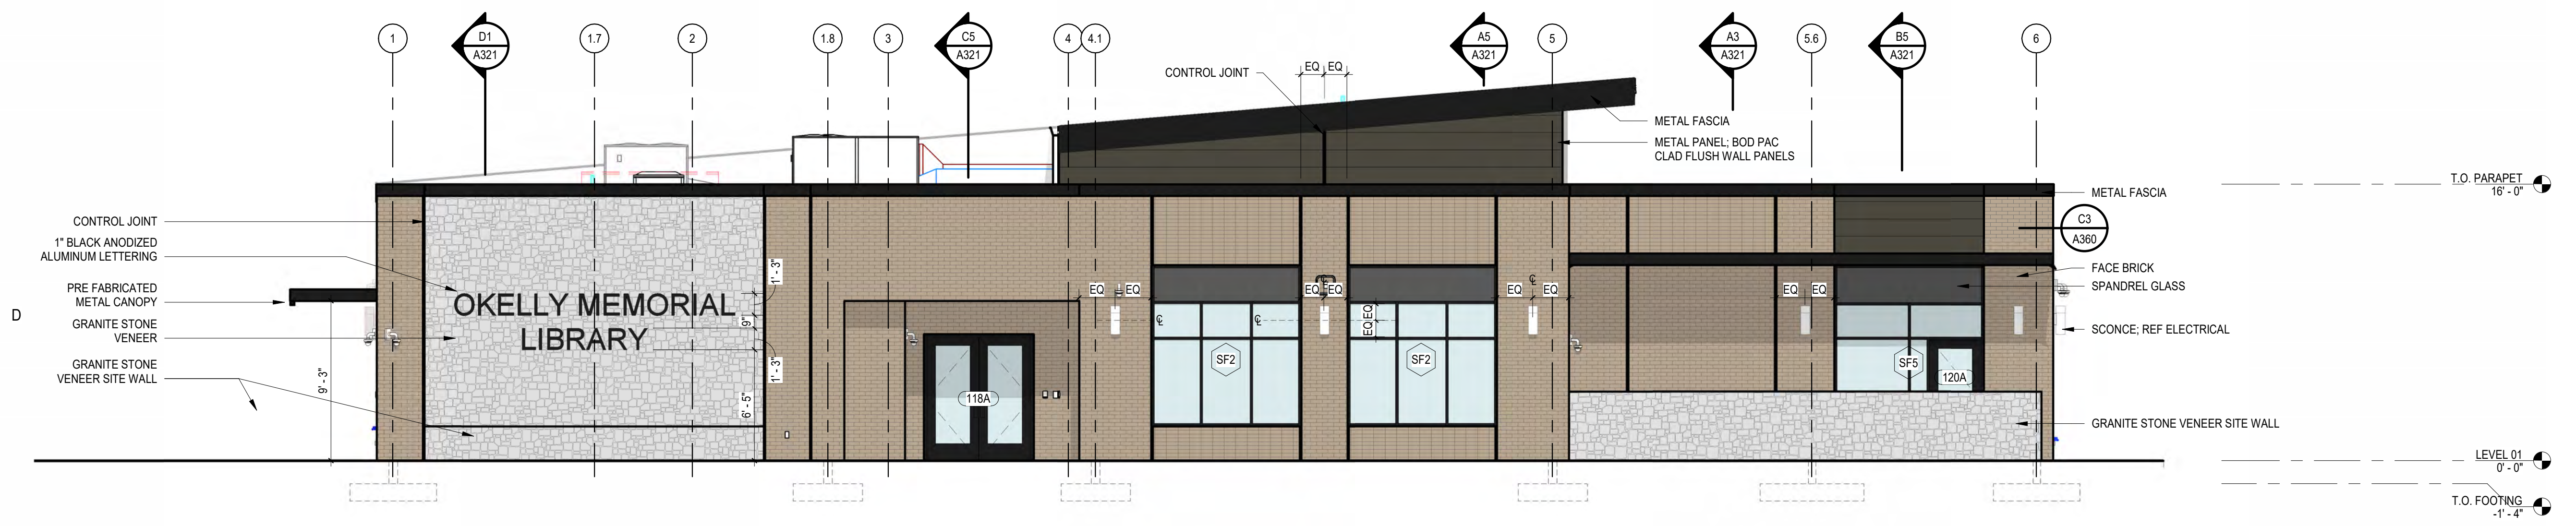 1
D1
A321
1.7
2
1.8
3
C5
A321
4
4.1
A5
A321
5
A3
A321
5.6
B5
A321
6
CONTROL JOINT
EQ
EQ
METAL FASCIA
METAL PANEL; BOD PAC
CLAD FLUSH WALL PANELS
T.O. PARAPET
16' - 0"
METAL FASCIA
C3
A360
CONTROL JOINT
1" BLACK ANODIZED
ALUMINUM LETTERING
PRE FABRICATED
METAL CANOPY
GRANITE STONE
VENEER
GRANITE STONE
VENEER SITE WALL
D
9' - 3"
OKELLY MEMORIAL
LIBRARY
1' - 3"
9"
1' - 3"
6' - 5"
EQ
EQ
EQ
EQ
EQ
EQ
EQ
EQ
EQ
EQ
118A
SF2
SF2
SF5
120A
FACE BRICK
SPANDREL GLASS
SCONCE; REF ELECTRICAL
GRANITE STONE VENEER SITE WALL
LEVEL 01
0' - 0"
T.O. FOOTING
-1' - 4"